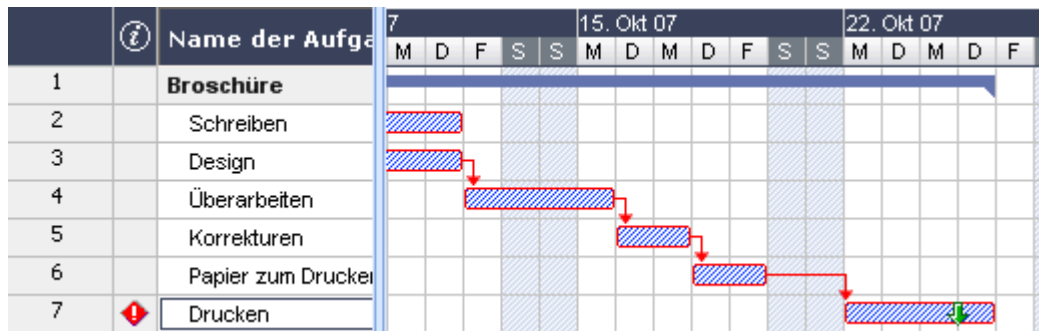 i Name der Aufga 7 15. Okt 07 22. Okt 07
M D F S S M D M D F S S M D M D F
1 Broschüre
2 Schreiben
3 Design
4 Überarbeiten
5 Korrekturen
6 Papier zum Drucken
7 Drucken